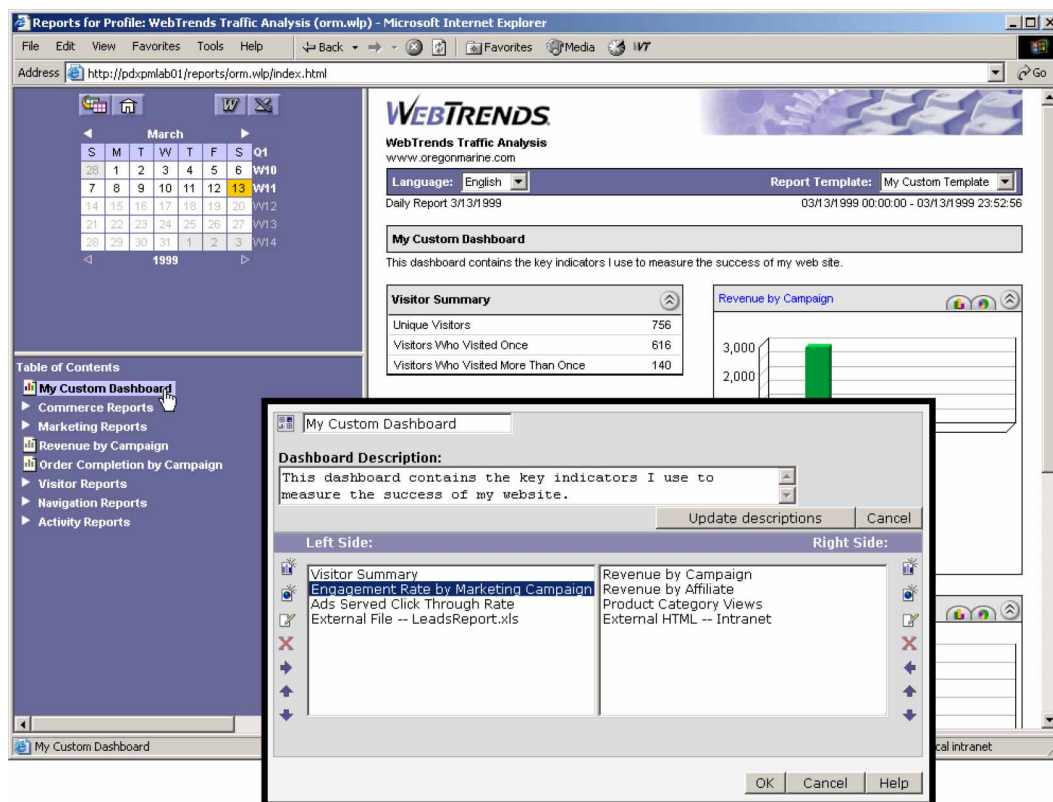 Reports for Profile: WebTrends Traffic Analysis (orm.wlp) - Microsoft Internet Explorer
File Edit View Favorites Tools Help Back Favorites Media WT
Address http://pdxpmlab01/reports/orm.wlp/index.html Go
March
S M T W T F S Q1
28 1 2 3 4 5 6 W10
7 8 9 10 11 12 13 W11
14 15 16 17 18 19 20 W12
21 22 23 24 25 26 27 W13
28 29 30 31 1 2 3 W14
1999
Table of Contents
My Custom Dashboard
Commerce Reports
Marketing Reports
Revenue by Campaign
Order Completion by Campaign
Visitor Reports
Navigation Reports
Activity Reports
WEBTRENDS
WebTrends Traffic Analysis
www.oregonmarine.com
Language: English Report Template: My Custom Template
Daily Report 3/13/1999 03/13/1999 00:00:00 - 03/13/1999 23:52:56
My Custom Dashboard
This dashboard contains the key indicators I use to measure the success of my web site.
Visitor Summary
Unique Visitors 756
Visitors Who Visited Once 616
Visitors Who Visited More Than Once 140
Revenue by Campaign
3,000
2,000
My Custom Dashboard
Dashboard Description:
This dashboard contains the key indicators I use to
measure the success of my website.
Update descriptions Cancel
Left Side: Right Side:
Visitor Summary
Engagement Rate by Marketing Campaign
Ads Served Click Through Rate
External File -- LeadsReport.xls
Revenue by Campaign
Revenue by Affiliate
Product Category Views
External HTML -- Intranet
OK Cancel Help
My Custom Dashboard
cal intranet